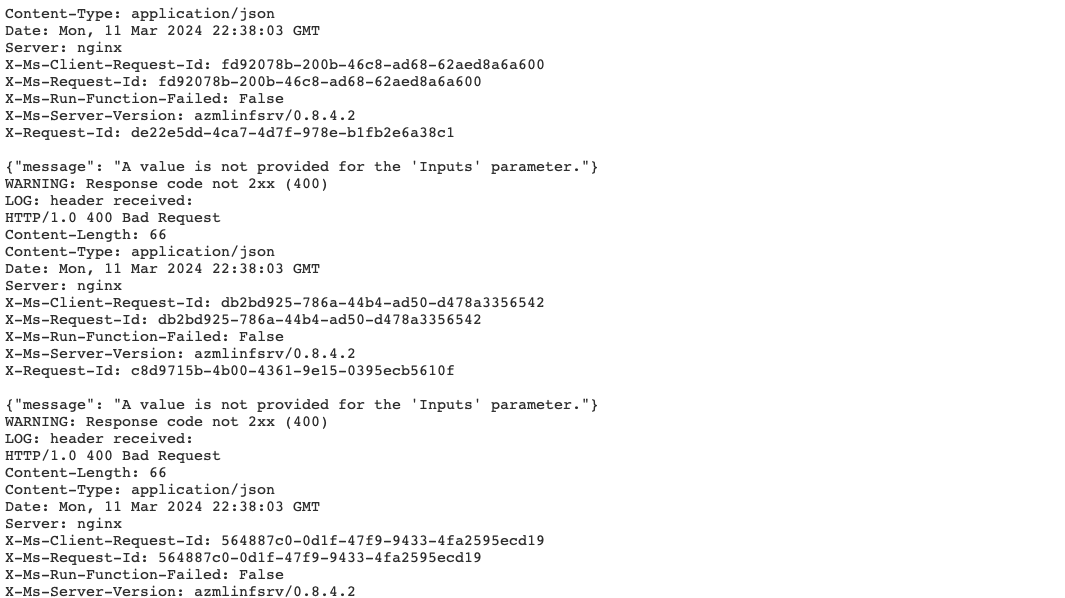 Content-Type: application/json
Date: Mon, 11 Mar 2024 22:38:03 GMT
Server: nginx
X-Ms-Client-Request-Id: fd92078b-200b-46c8-ad68-62aed8a6a600
X-Ms-Request-Id: fd92078b-200b-46c8-ad68-62aed8a6a600
X-Ms-Run-Function-Failed: False
X-Ms-Server-Version: azmlinfsrv/0.8.4.2
X-Request-Id: de22e5dd-4ca7-4d7f-978e-b1fb2e6a38c1

{"message": "A value is not provided for the 'Inputs' parameter."}
WARNING: Response code not 2xx (400)
LOG: header received:
HTTP/1.0 400 Bad Request
Content-Length: 66
Content-Type: application/json
Date: Mon, 11 Mar 2024 22:38:03 GMT
Server: nginx
X-Ms-Client-Request-Id: db2bd925-786a-44b4-ad50-d478a3356542
X-Ms-Request-Id: db2bd925-786a-44b4-ad50-d478a3356542
X-Ms-Run-Function-Failed: False
X-Ms-Server-Version: azmlinfsrv/0.8.4.2
X-Request-Id: c8d9715b-4b00-4361-9e15-0395ecb5610f

{"message": "A value is not provided for the 'Inputs' parameter."}
WARNING: Response code not 2xx (400)
LOG: header received:
HTTP/1.0 400 Bad Request
Content-Length: 66
Content-Type: application/json
Date: Mon, 11 Mar 2024 22:38:03 GMT
Server: nginx
X-Ms-Client-Request-Id: 564887c0-0d1f-47f9-9433-4fa2595ecd19
X-Ms-Request-Id: 564887c0-0d1f-47f9-9433-4fa2595ecd19
X-Ms-Run-Function-Failed: False
X-Ms-Server-Version: azmlinfsrv/0.8.4.2